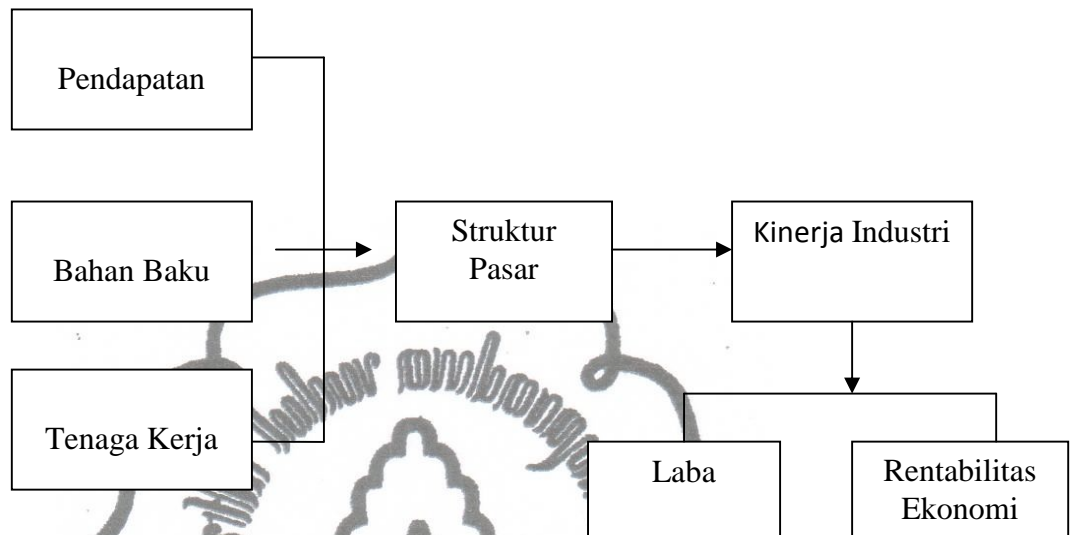 Pendapatan
Bahan Baku
Tenaga Kerja
Struktur
Pasar
Kinerja Industri
Laba
Rentabilitas
Ekonomi